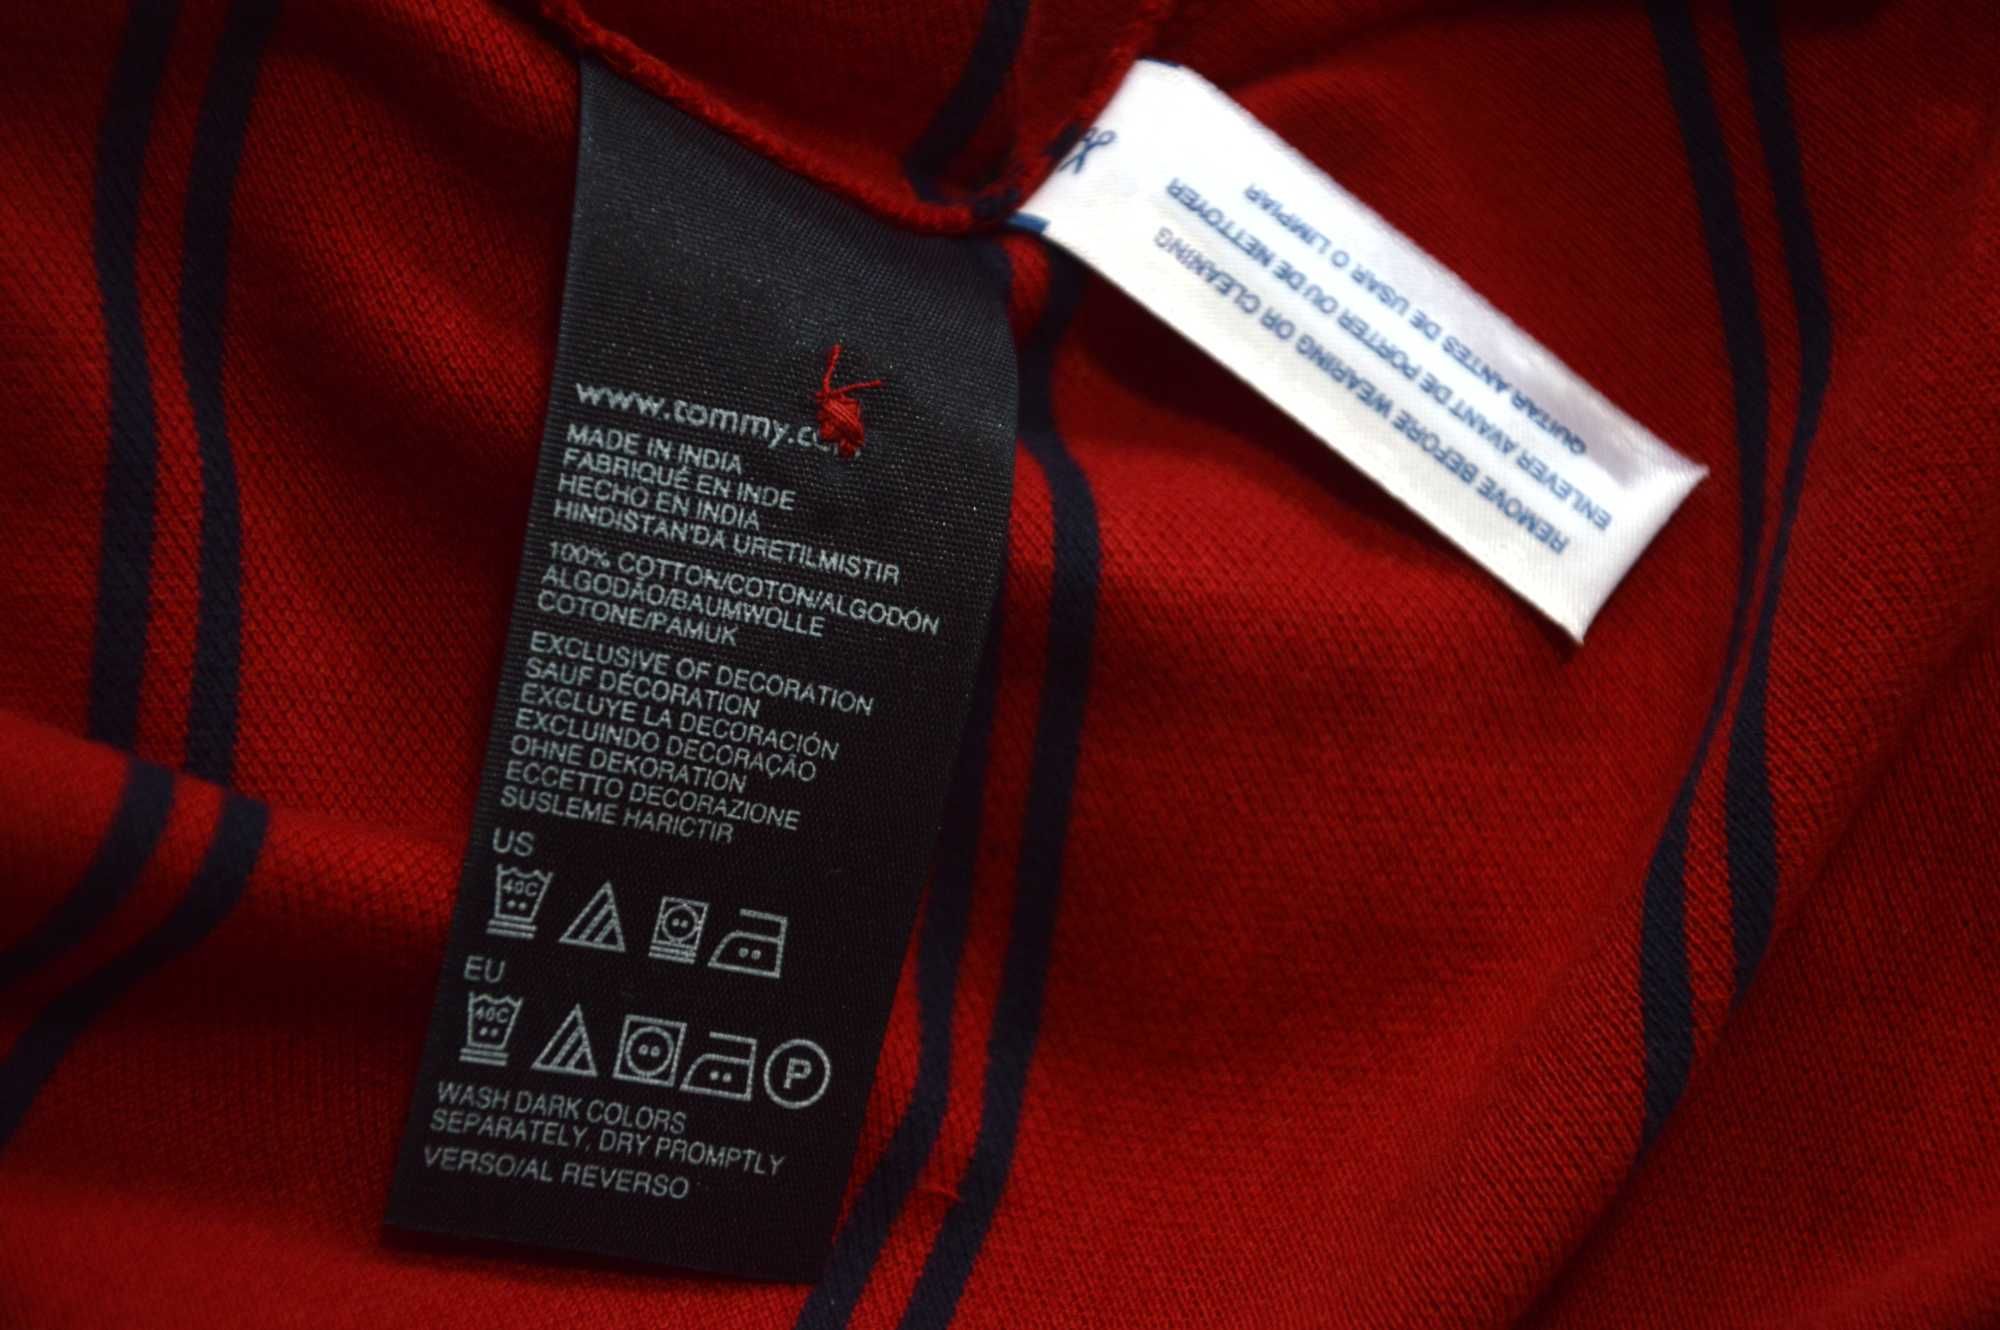 www.tommy.co
MADE IN INDIA
FABRIQUÉ EN INDE
HECHO EN INDIA
HINDISTAN'DA URETILMISTIR
100% COTTON/COTON/ALGODÓN
ALGODÃO/BAUMWOLLE
COTONE/PAMUK
EXCLUSIVE OF DECORATION
SAUF DÉCORATION
EXCLUYE LA DECORACIÓN
EXCLUINDO DECORAÇÃO
OHNE DEKORATION
ECCETTO DECORAZIONE
SUSLEME HARICTIR
US
40C
EU
40C
P
WASH DARK COLORS
SEPARATELY, DRY PROMPTLY
VERSO/AL REVERSO
REMOVE BEFORE WEARING OR CLEANING
ENLEVER AVANT DE PORTER OU DE NETTOYER
QUITAR ANTES DE USAR O LIMPIAR